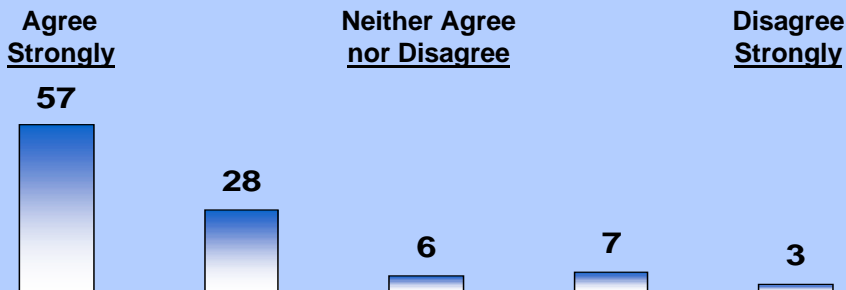 Agree
Strongly
Neither Agree
nor Disagree
Disagree
Strongly
57
28
6
7
3